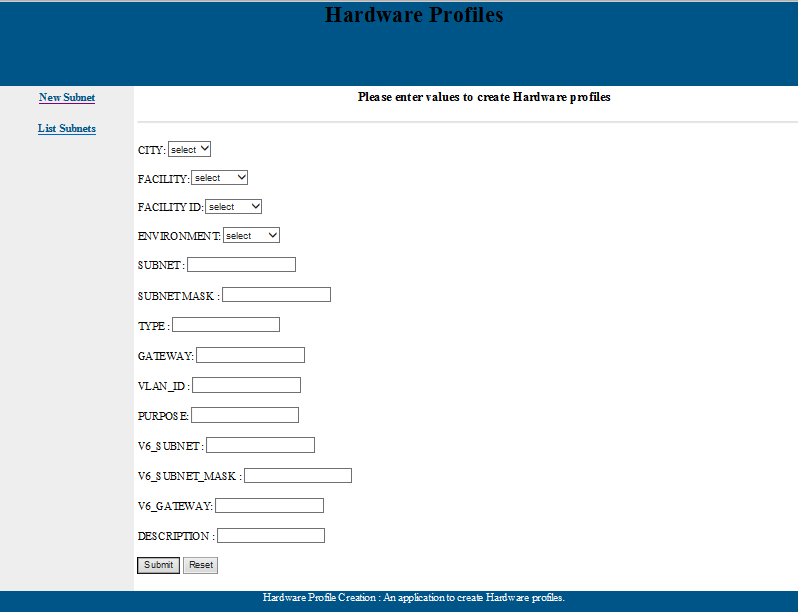 Hardware Profiles
New Subnet
List Subnets
Please enter values to create Hardware profiles
CITY: select
FACILITY: select
FACILITY ID: select
ENVIRONMENT: select
SUBNET :
SUBNET MASK :
TYPE :
GATEWAY:
VLAN_ID :
PURPOSE:
V6_SUBNET :
V6_SUBNET_MASK :
V6_GATEWAY:
DESCRIPTION :
Submit Reset
Hardware Profile Creation : An application to create Hardware profiles.